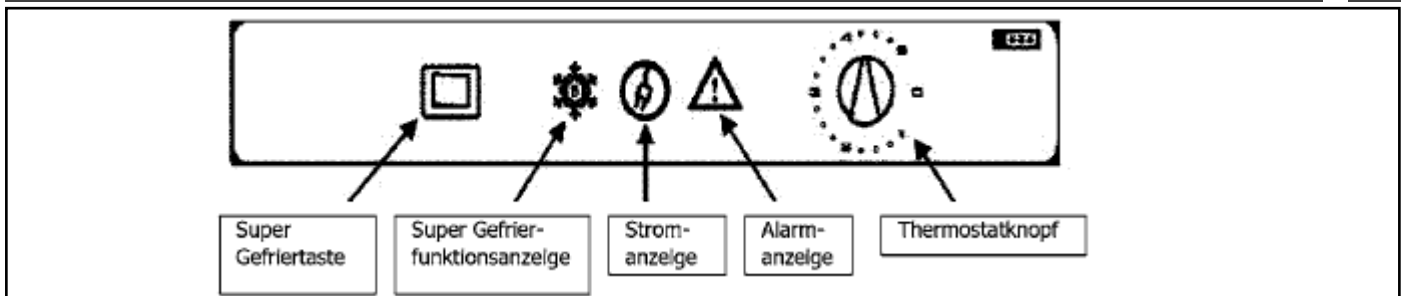 Super
Gefriertaste
Super Gefrier-
funktionsanzeige
Strom-
anzeige
Alarm-
anzeige
Thermostatknopf